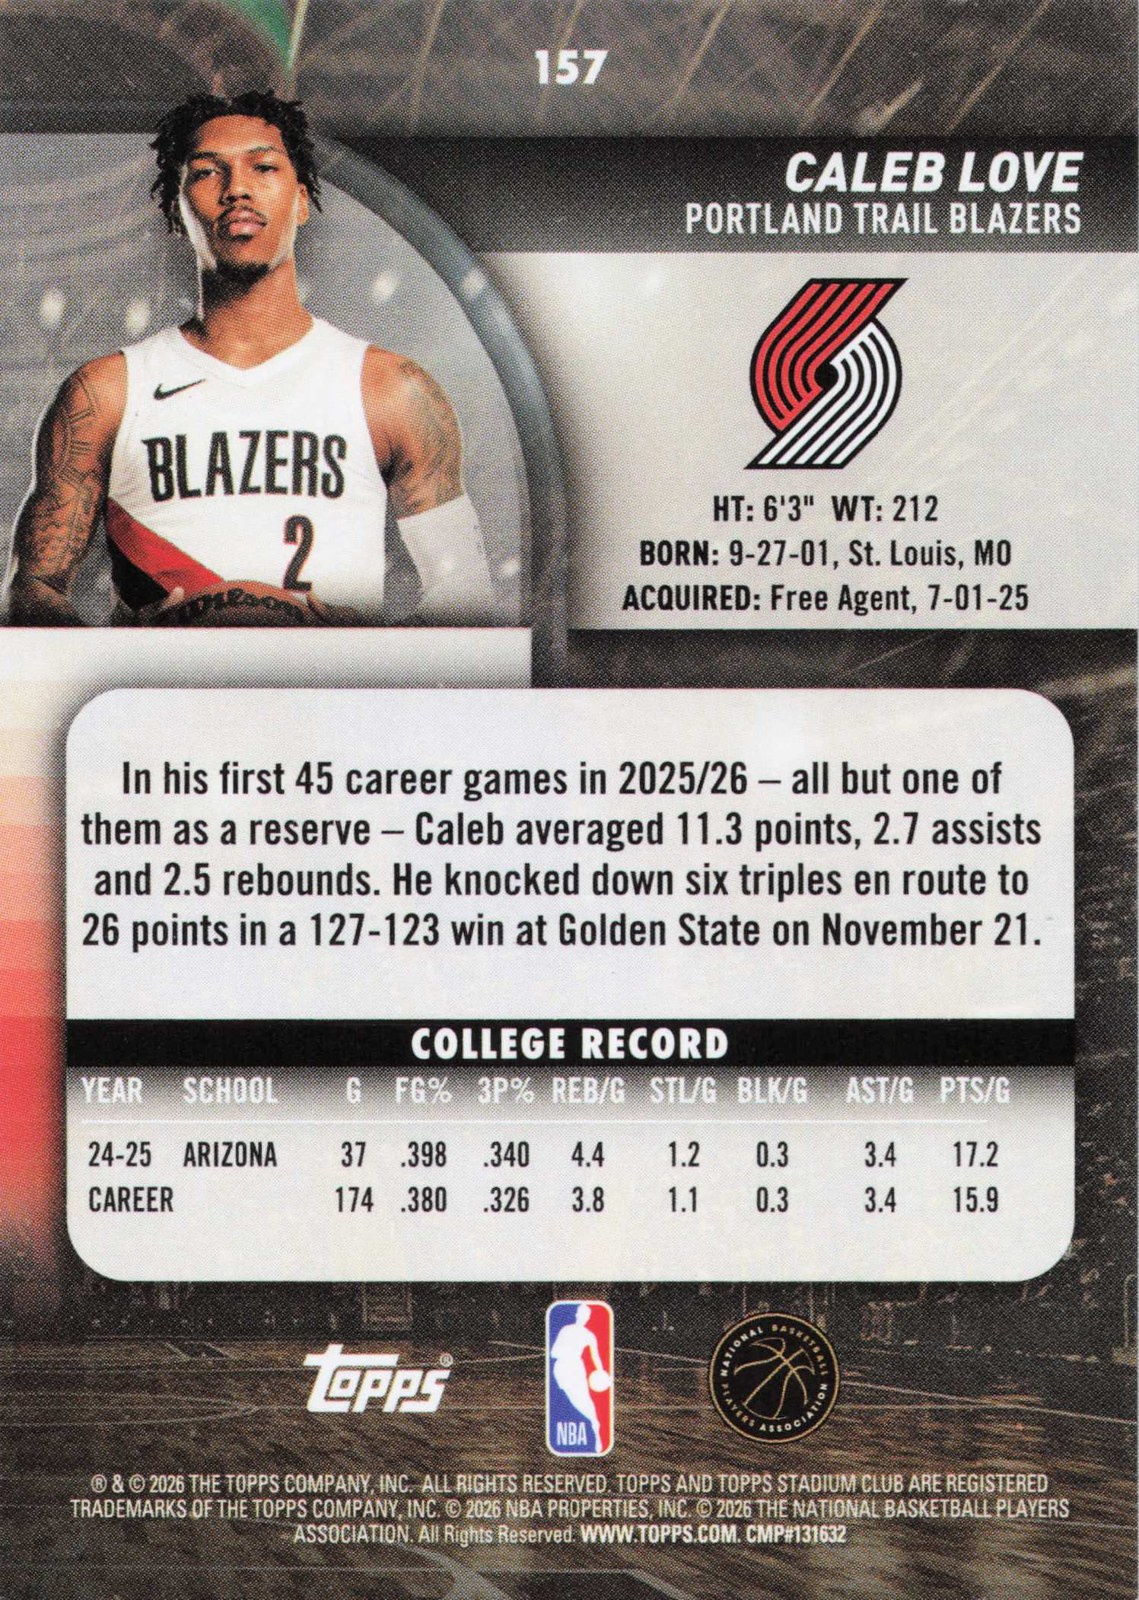 157
CALEB LOVE
PORTLAND TRAIL BLAZERS
BLAZERS
2
Wilson
HT: 6'3" WT: 212
BORN: 9-27-01, St. Louis, MO
ACQUIRED: Free Agent, 7-01-25
In his first 45 career games in 2025/26 – all but one of
them as a reserve – Caleb averaged 11.3 points, 2.7 assists
and 2.5 rebounds. He knocked down six triples en route to
26 points in a 127-123 win at Golden State on November 21.
COLLEGE RECORD
YEAR SCHOOL G FG% 3P% REB/G STL/G BLK/G AST/G PTS/G
24-25 ARIZONA 37 .398 .340 4.4 1.2 0.3 3.4 17.2
CAREER 174 .380 .326 3.8 1.1 0.3 3.4 15.9
topps®
NBA
NATIONAL BASKETBALL PLAYERS ASSOCIATION
® & © 2026 THE TOPPS COMPANY, INC. ALL RIGHTS RESERVED. TOPPS AND TOPPS STADIUM CLUB ARE REGISTERED
TRADEMARKS OF THE TOPPS COMPANY, INC. © 2026 NBA PROPERTIES, INC. © 2026 THE NATIONAL BASKETBALL PLAYERS
ASSOCIATION. All Rights Reserved. WWW.TOPPS.COM. CMP#131632